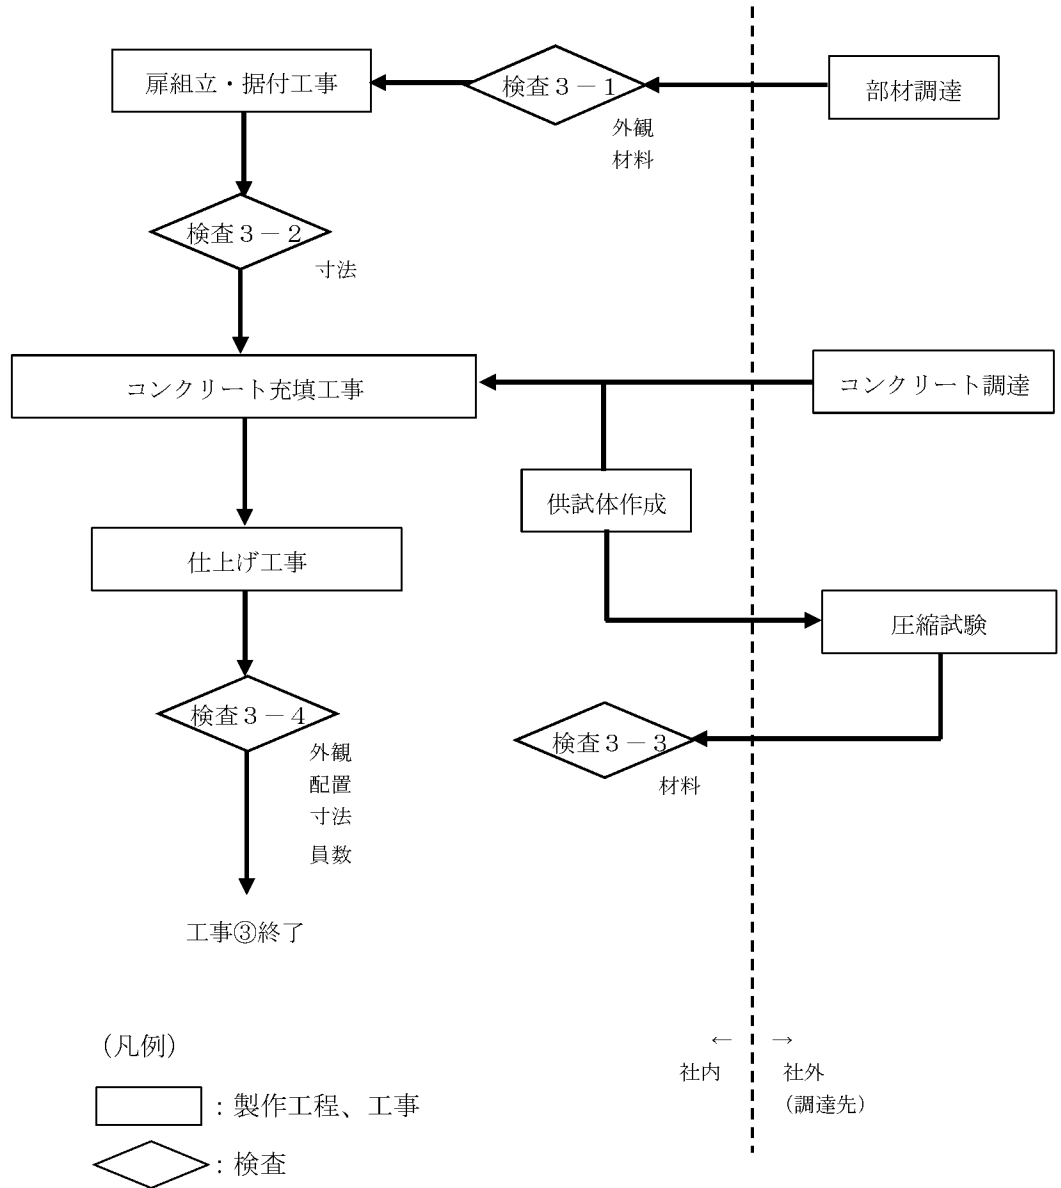 扉組立・据付工事
検査３－１
部材調達
外観
材料
検査３－２
寸法
コンクリート充填工事
コンクリート調達
供試体作成
仕上げ工事
圧縮試験
検査３－４
検査３－３
外観
配置
寸法
員数
材料
工事③終了
（凡例）
← →
社内 社外
（調達先）
：製作工程、工事
：検査